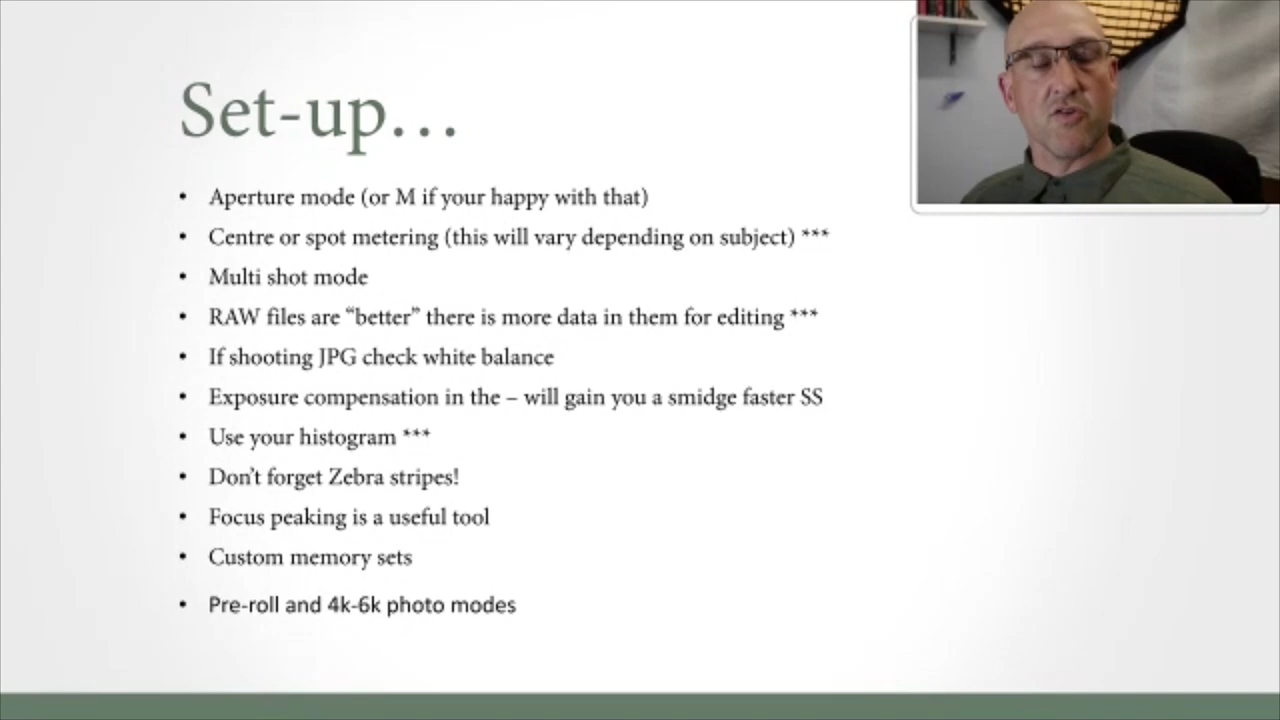 Set-up…
• Aperture mode (or M if your happy with that)
• Centre or spot metering (this will vary depending on subject) ***
• Multi shot mode
• RAW files are “better” there is more data in them for editing ***
• If shooting JPG check white balance
• Exposure compensation in the – will gain you a smidge faster SS
• Use your histogram ***
• Don’t forget Zebra stripes!
• Focus peaking is a useful tool
• Custom memory sets
• Pre-roll and 4k-6k photo modes